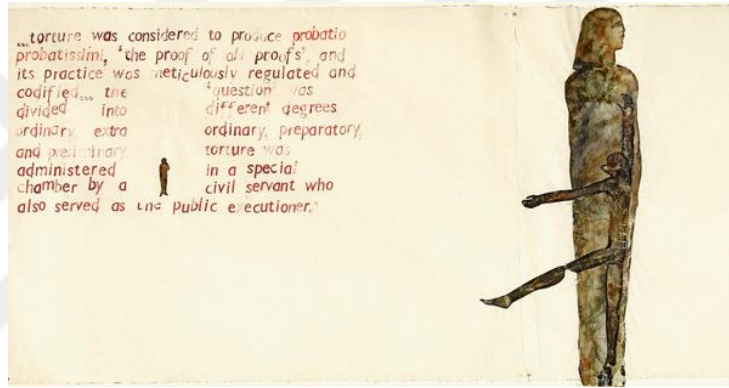 ...torture was considered to produce probatio
probatissimi, 'the proof of all proofs', and
its practice was meticulously regulated and
codified... the 'question' was
divided into different degrees
ordinary, extra ordinary, preparatory,
and preliminary. torture was
administered in a special
chamber by a civil servant who
also served as the public executioner."